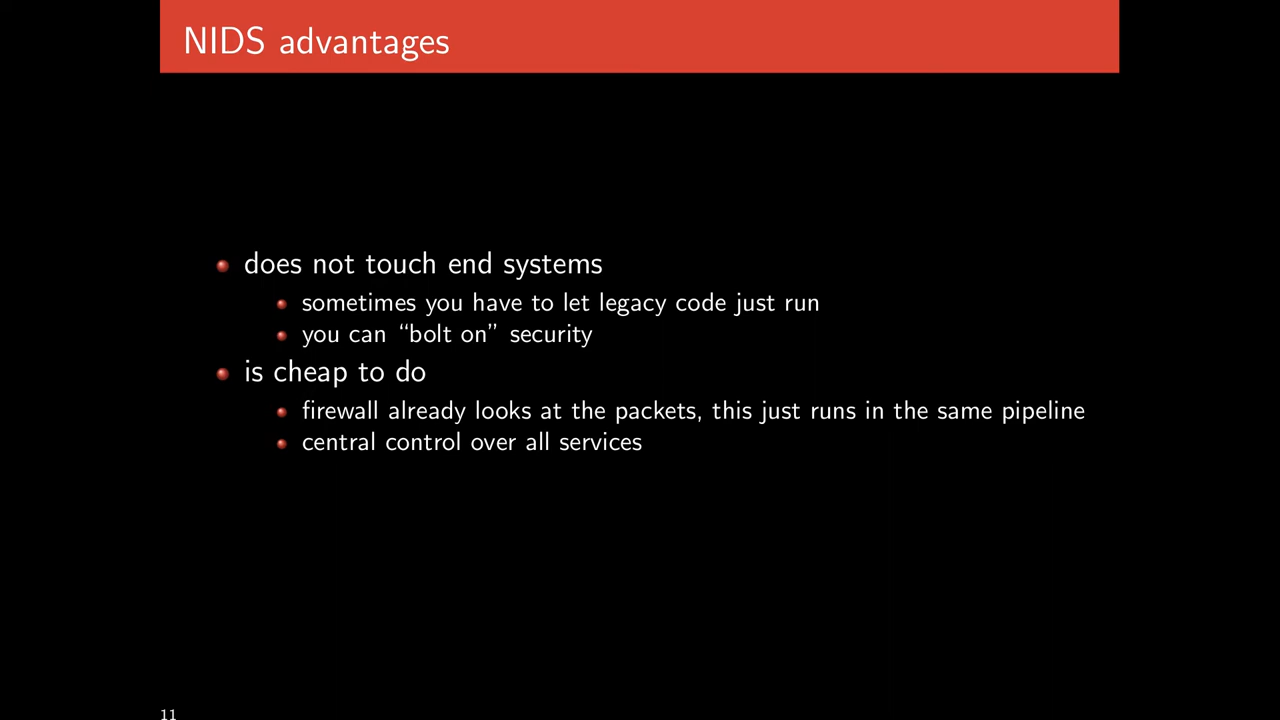 NIDS advantages
does not touch end systems
sometimes you have to let legacy code just run
you can “bolt on” security
is cheap to do
firewall already looks at the packets, this just runs in the same pipeline
central control over all services
11